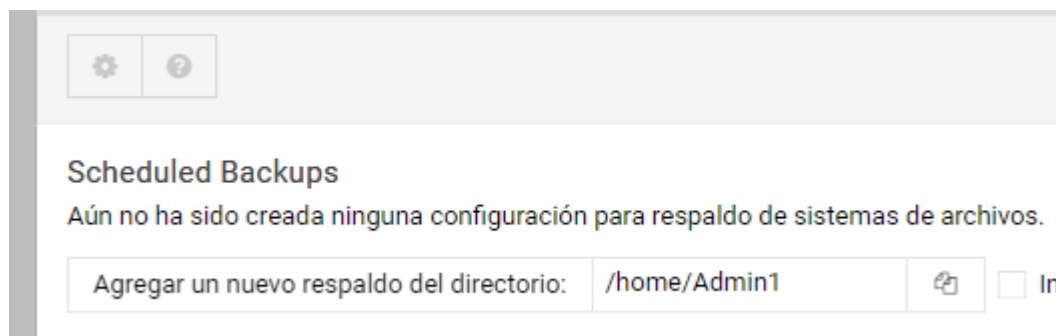 Scheduled Backups
Aún no ha sido creada ninguna configuración para respaldo de sistemas de archivos.
Agregar un nuevo respaldo del directorio: /home/Admin1